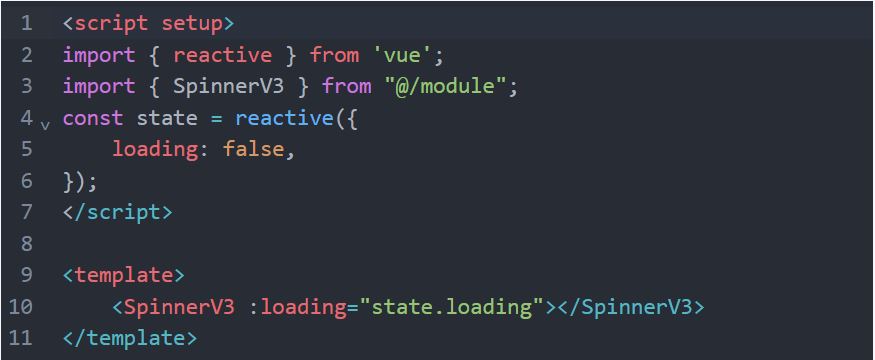 1 <script setup>
2 import { reactive } from 'vue';
3 import { SpinnerV3 } from "@/module";
4 const state = reactive({
5 loading: false,
6 });
7 </script>
8
9 <template>
10 <SpinnerV3 :loading="state.loading"></SpinnerV3>
11 </template>